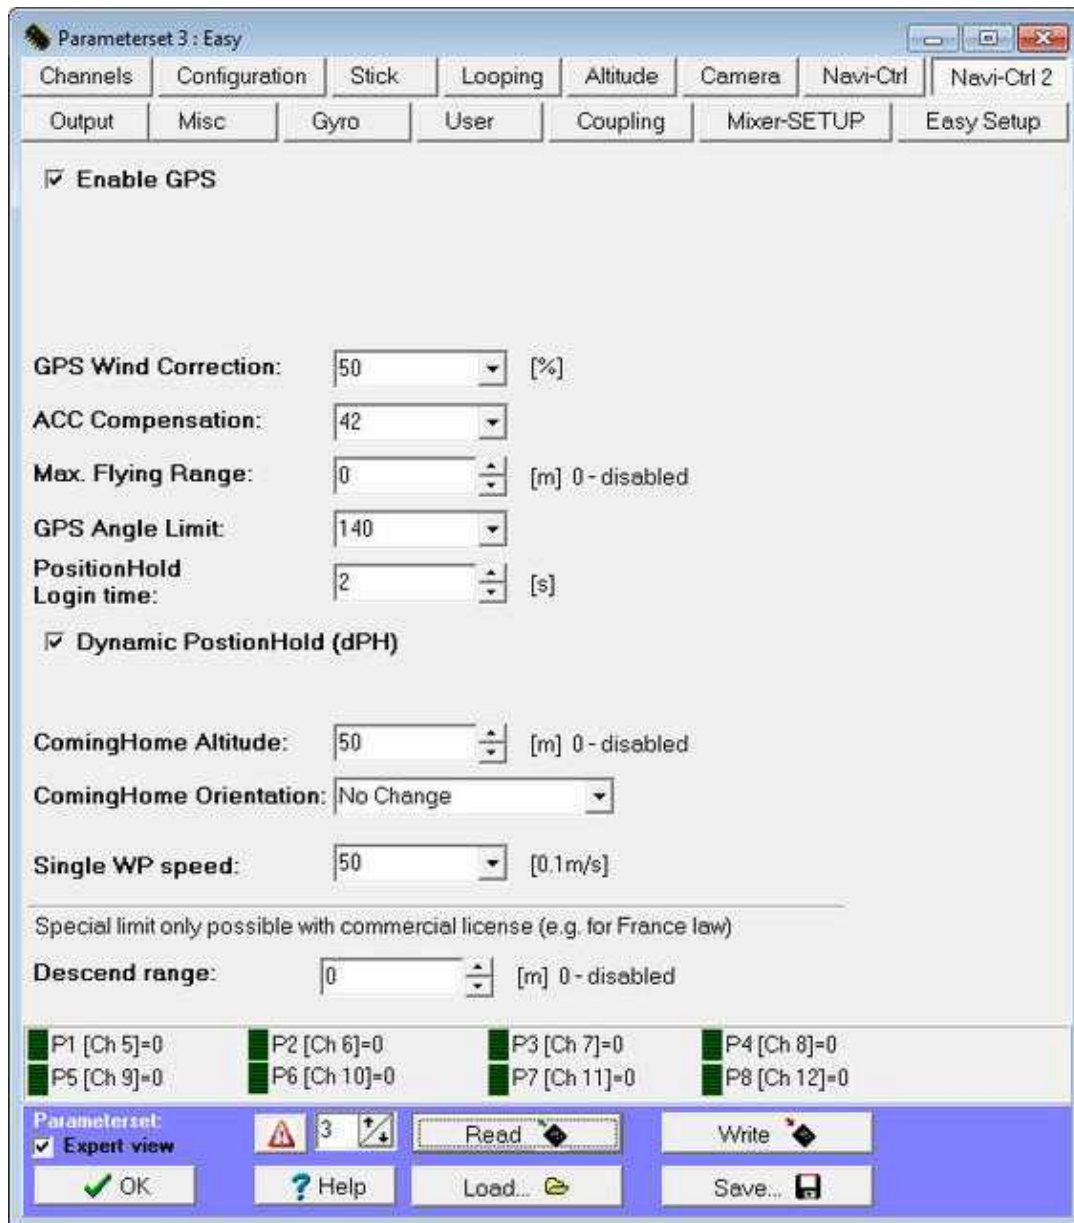 Parameterset 3 : Easy
Channels Configuration Stick Looping Altitude Camera Navi-Ctrl Navi-Ctrl 2
Output Misc Gyro User Coupling Mixer-SETUP Easy Setup
Enable GPS
GPS Wind Correction: 50 [%]
ACC Compensation: 42
Max. Flying Range: 0 [m] 0 - disabled
GPS Angle Limit: 140
PositionHold
Login time: 2 [s]
Dynamic PostionHold (dPH)
ComingHome Altitude: 50 [m] 0 - disabled
ComingHome Orientation: No Change
Single WP speed: 50 [0.1m/s]
Special limit only possible with commercial license (e.g. for France law)
Descend range: 0 [m] 0 - disabled
P1 [Ch 5]=0 P2 [Ch 6]=0 P3 [Ch 7]=0 P4 [Ch 8]=0
P5 [Ch 9]=0 P6 [Ch 10]=0 P7 [Ch 11]=0 P8 [Ch 12]=0
Parameterset:
Expert view 3 Read Write
OK Help Load... Save...